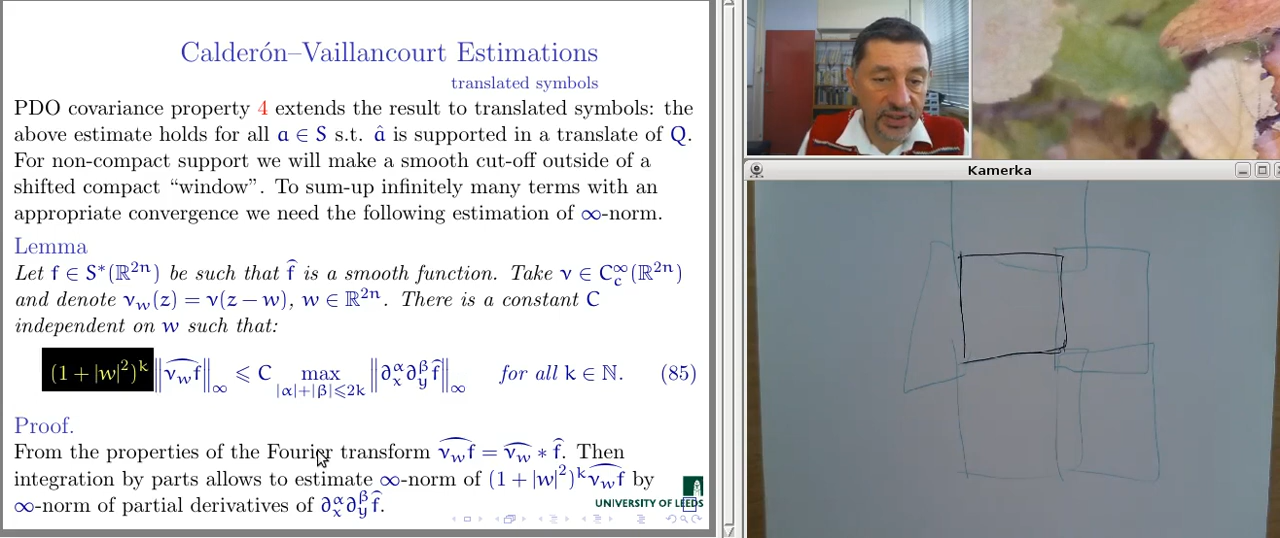 Calderón–Vaillancourt Estimations
translated symbols
PDO covariance property 4 extends the result to translated symbols: the
above estimate holds for all a ∈ S s.t. â is supported in a translate of Q.
For non-compact support we will make a smooth cut-off outside of a
shifted compact “window”. To sum-up infinitely many terms with an
appropriate convergence we need the following estimation of ∞-norm.
Lemma
Let f ∈ S*(ℝ²ⁿ) be such that f̂ is a smooth function. Take ν ∈ C_c^∞(ℝ²ⁿ)
and denote ν_w(z) = ν(z − w), w ∈ ℝ²ⁿ. There is a constant C
independent on w such that:
(1 + |w|²)^k ‖\widehat{ν_w f}‖_∞ ⩽ C max_{|α|+|β|⩽2k} ‖∂_x^α ∂_y^β f̂‖_∞ for all k ∈ ℕ. (85)
Proof.
From the properties of the Fourier transform \widehat{ν_w f} = \widehat{ν_w} * f̂. Then
integration by parts allows to estimate ∞-norm of (1 + |w|²)^k \widehat{ν_w f} by
∞-norm of partial derivatives of ∂_x^α ∂_y^β f̂.
UNIVERSITY OF LEEDS
Kamerka